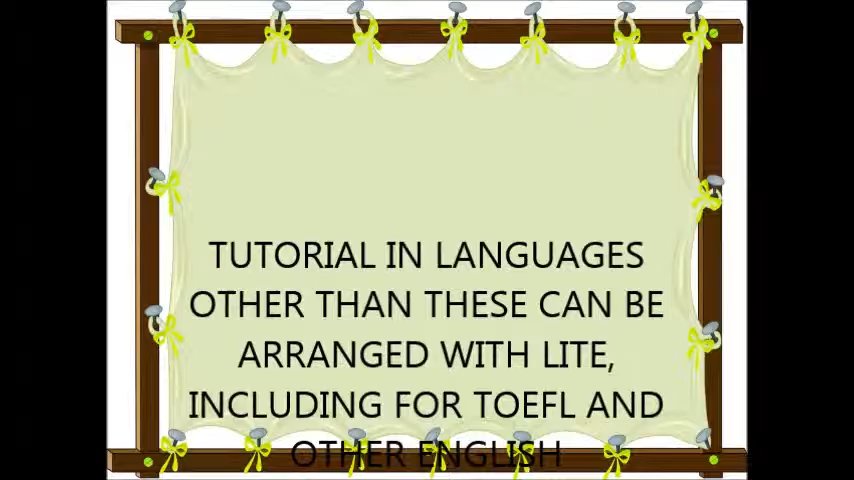 TUTORIAL IN LANGUAGES
OTHER THAN THESE CAN BE
ARRANGED WITH LITE,
INCLUDING FOR TOEFL AND
OTHER ENGLISH